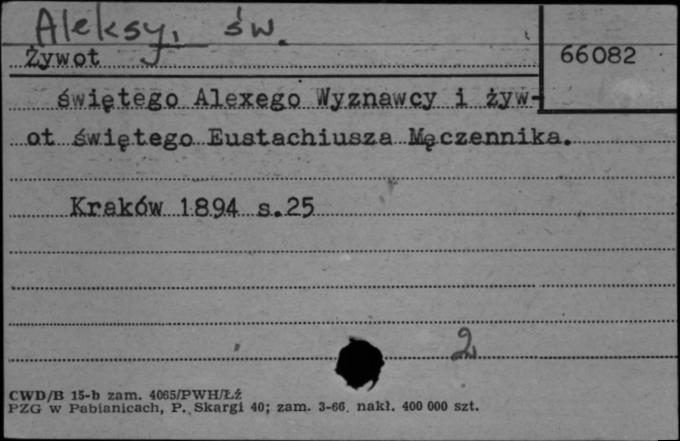 Aleksy, św.
Żywot
66082
świętego Alexego Wyznawcy i żyw-
ot świętego Eustachiusza Męczennika.
Kraków 1894 s.25
2
CWD/B 15-b zam. 4065/PWH/Łź
PZG w Pabianicach, P. Skargi 40; zam. 3-66. nakł. 400 000 szt.